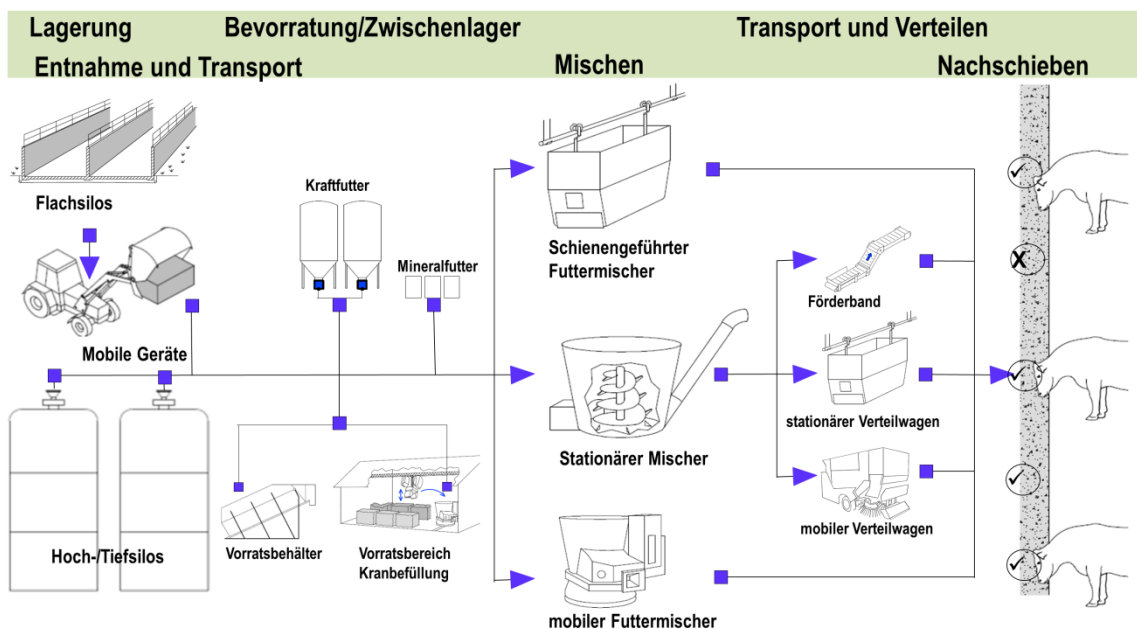 Lagerung
Bevorratung/Zwischenlager
Transport und Verteilen
Entnahme und Transport
Mischen
Nachschieben
Flachsilos
Kraftfutter
Mineralfutter
Schienengeführter
Futtermischer
Förderband
Mobile Geräte
stationärer Verteilwagen
Stationärer Mischer
mobiler Verteilwagen
Hoch-/Tiefsilos
Vorratsbehälter
Vorratsbereich
Kranbefüllung
mobiler Futtermischer
X